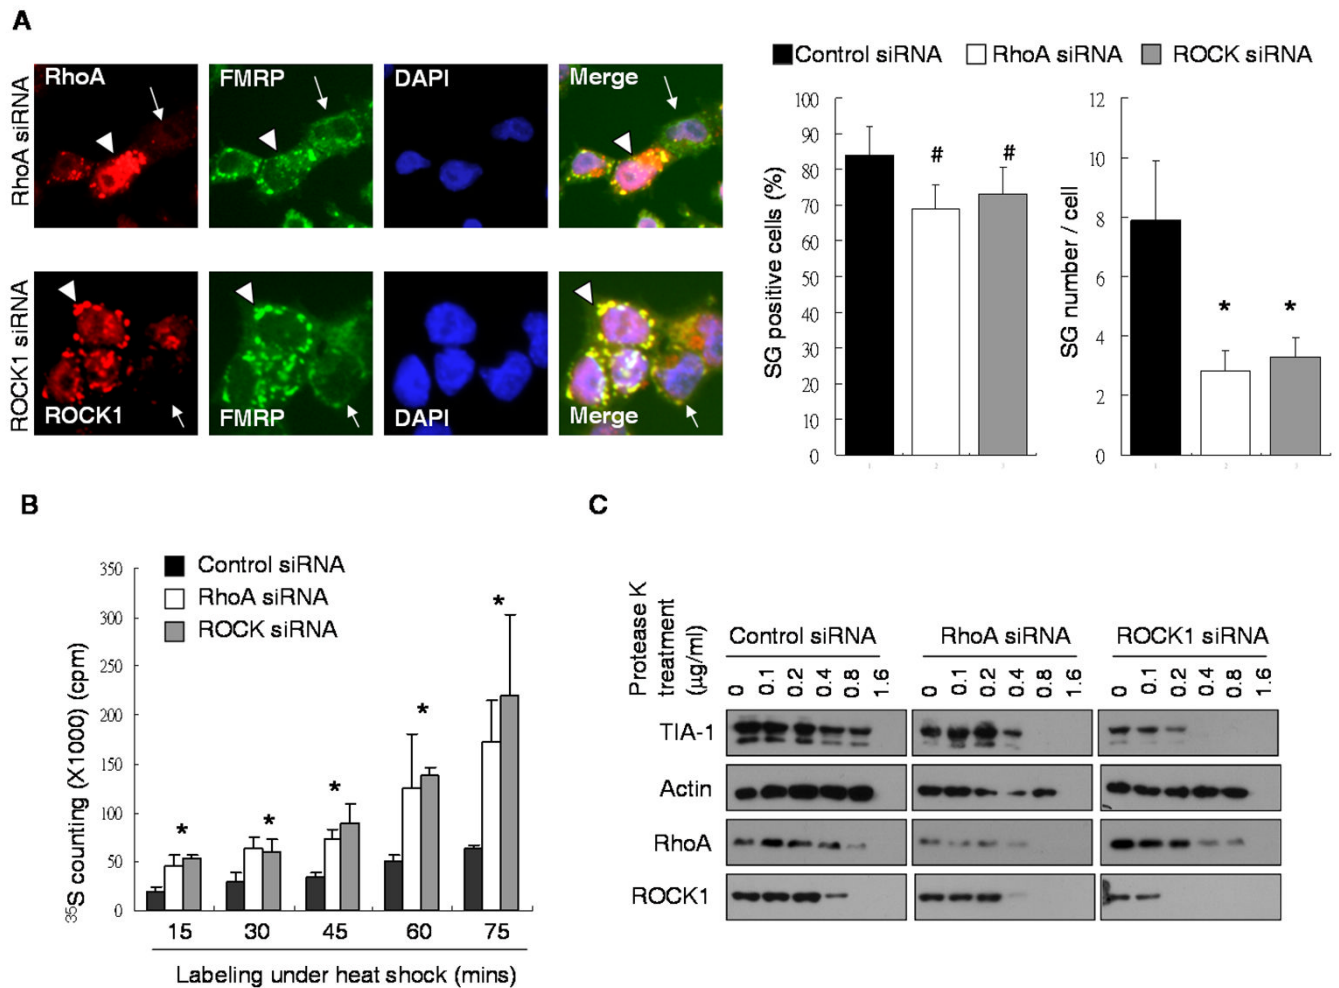 A
RhoA siRNA
RhoA
FMRP
DAPI
Merge
ROCK1 siRNA
ROCK1
FMRP
DAPI
Merge
Control siRNA RhoA siRNA ROCK siRNA
SG positive cells (%)
100
90
80
70
60
50
40
30
20
10
0
# #
1 2 3
SG number / cell
12
10
8
6
4
2
0
* *
1 2 3
B
Control siRNA
RhoA siRNA
ROCK siRNA
³⁵S counting (X1000) (cpm)
350
300
250
200
150
100
50
0
* * * * *
15 30 45 60 75
Labeling under heat shock (mins)
C
Protease K
treatment
(µg/ml)
Control siRNA RhoA siRNA ROCK1 siRNA
0 0.1 0.2 0.4 0.8 1.6 0 0.1 0.2 0.4 0.8 1.6 0 0.1 0.2 0.4 0.8 1.6
TIA-1
Actin
RhoA
ROCK1